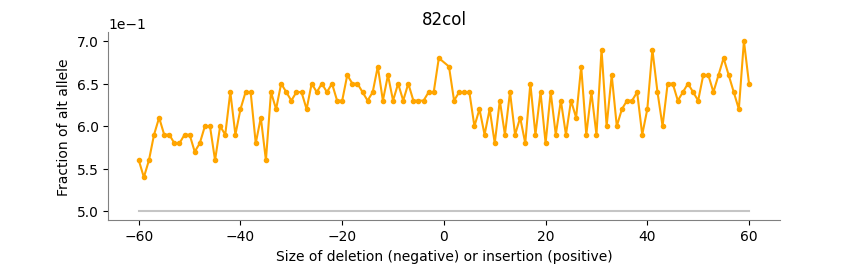 82col
1e−1
7.0
6.5
6.0
5.5
5.0
Fraction of alt allele
−60 −40 −20 0 20 40 60
Size of deletion (negative) or insertion (positive)